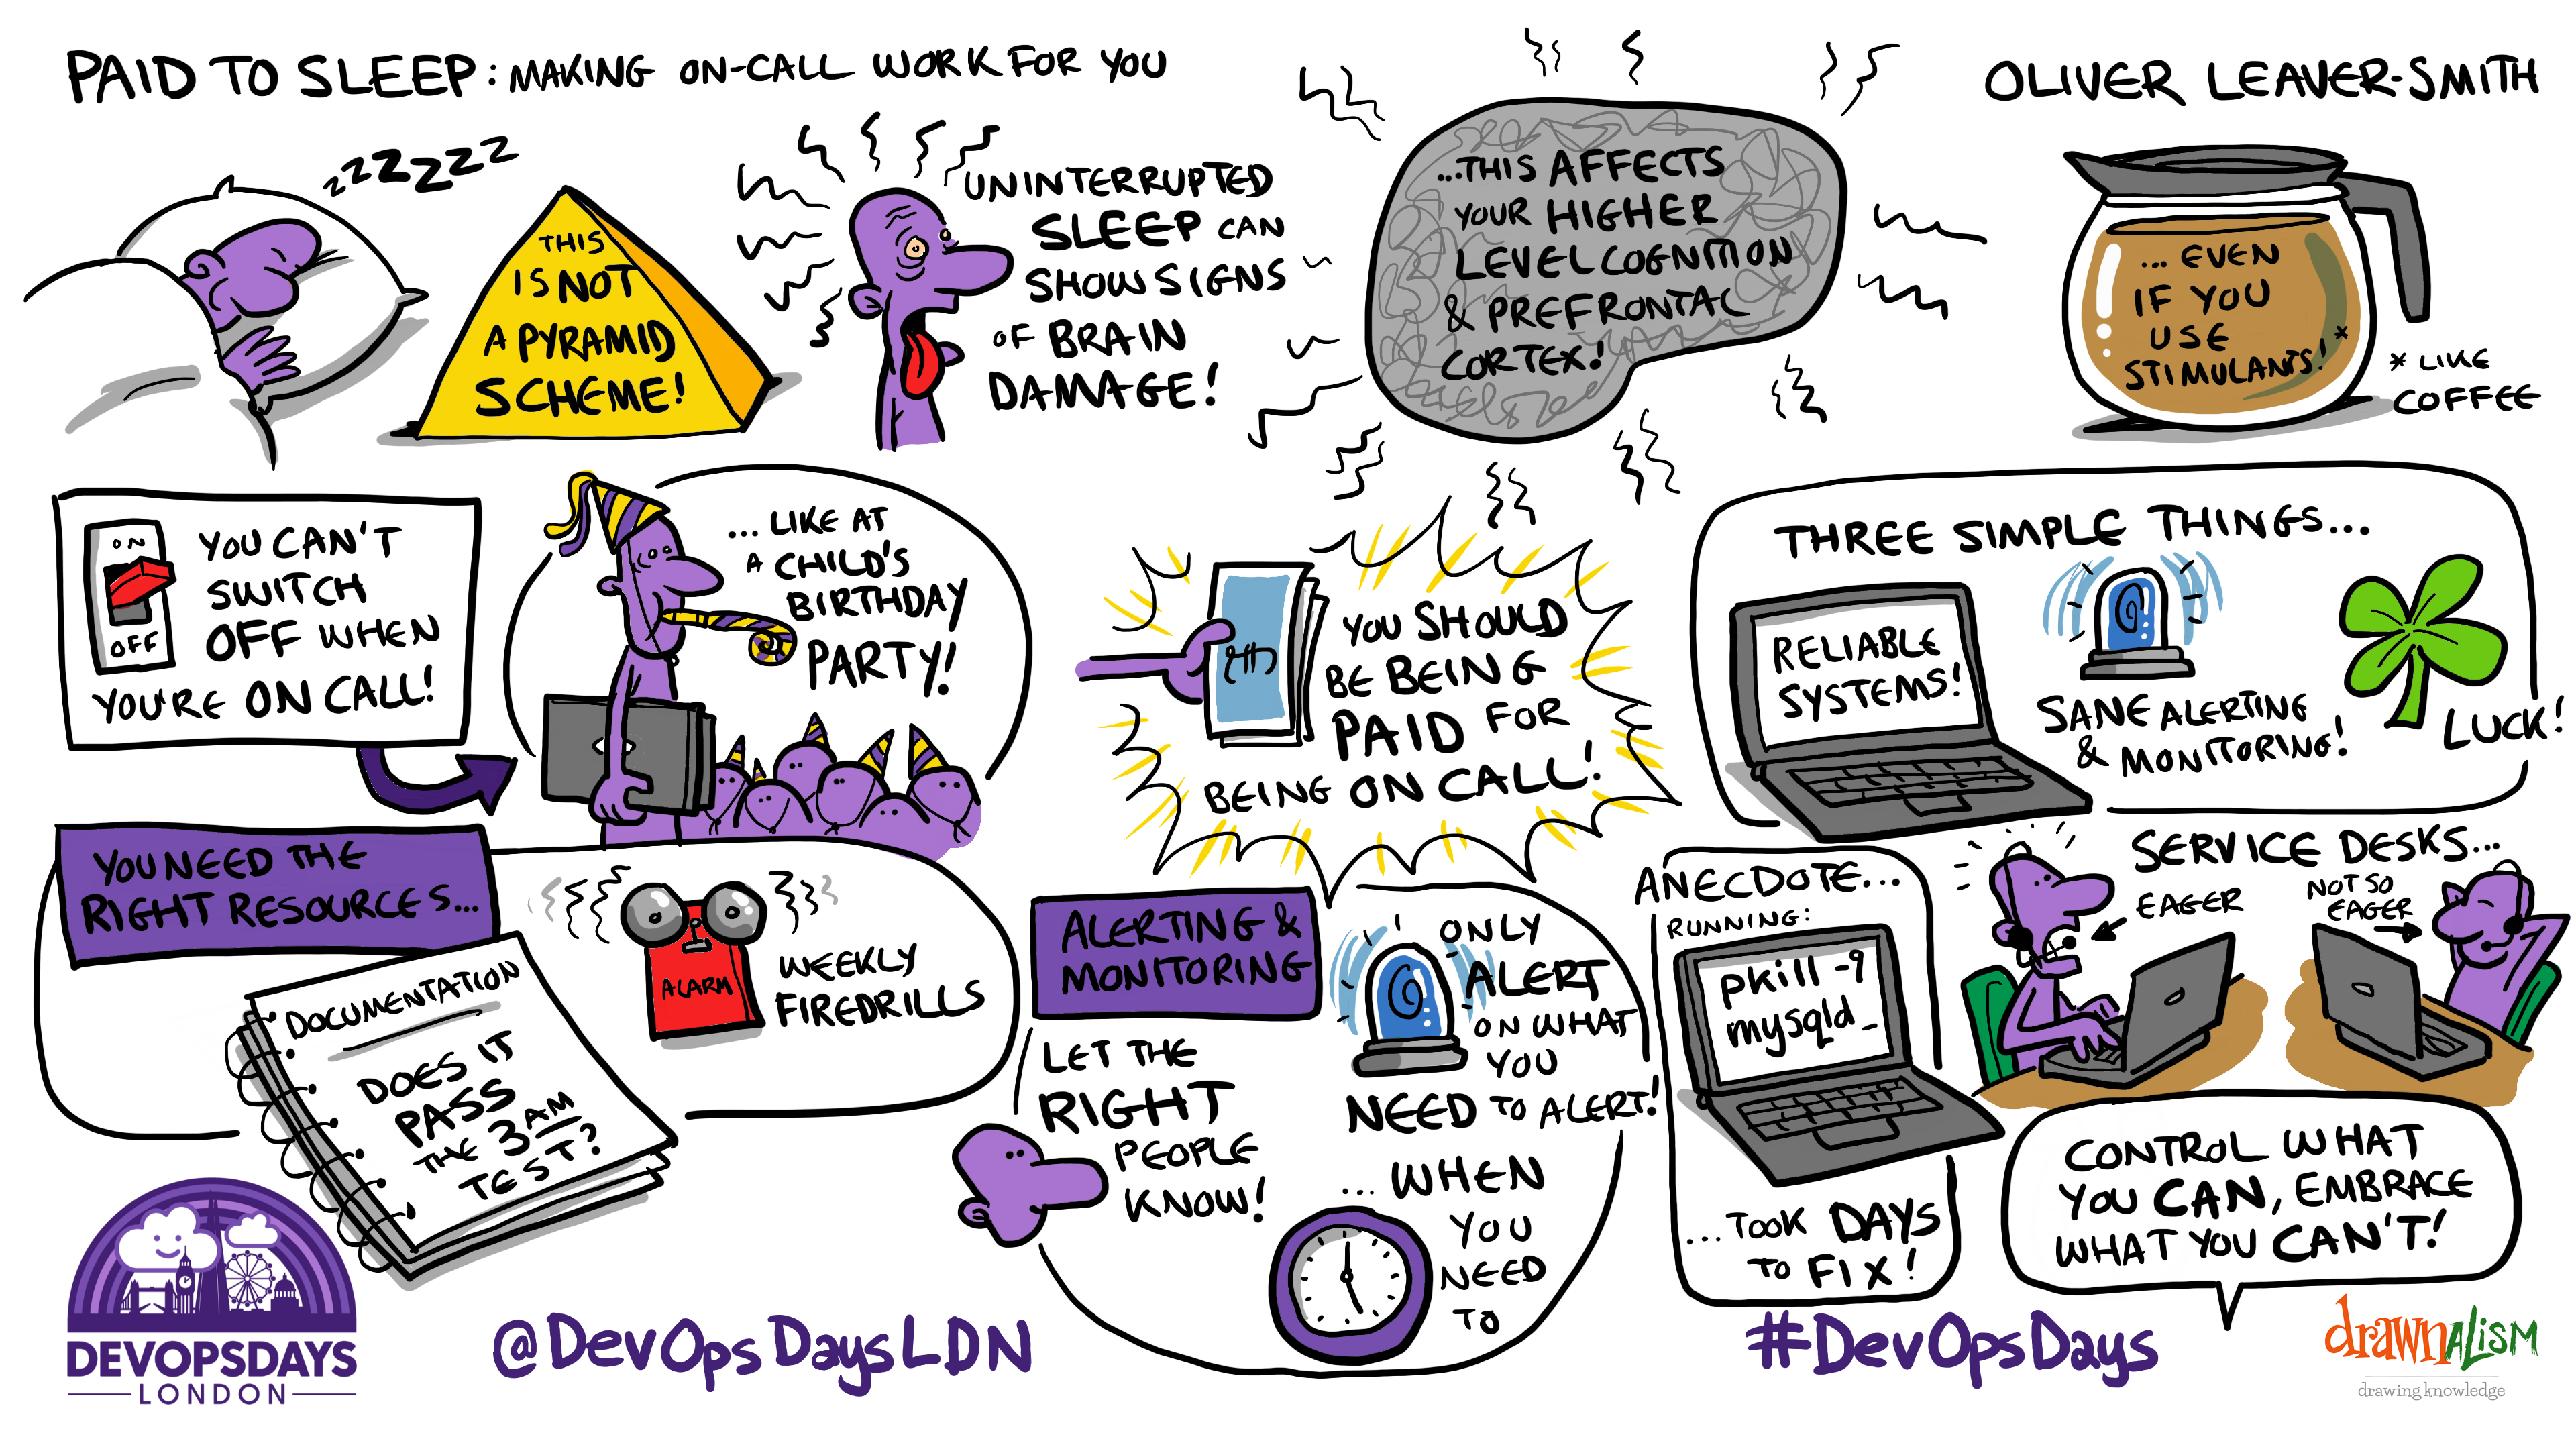 PAID TO SLEEP: MAKING ON-CALL WORK FOR YOU
OLIVER LEAVER-SMITH
zzZZZZZ
THIS
IS NOT
A PYRAMID
SCHEME!
UNINTERRUPTED
SLEEP CAN
SHOW SIGNS
OF BRAIN
DAMAGE!
...THIS AFFECTS
YOUR HIGHER
LEVEL COGNITION
& PREFRONTAL
CORTEX!
... EVEN
IF YOU
USE
STIMULANTS!*
* LIKE
COFFEE
ON
OFF
YOU CAN'T
SWITCH
OFF WHEN
YOU'RE ON CALL!
... LIKE AT
A CHILD'S
BIRTHDAY
PARTY!
YOU SHOULD
BE BEING
PAID FOR
BEING ON CALL!
THREE SIMPLE THINGS...
RELIABLE
SYSTEMS!
SANE ALERTING
& MONITORING!
LUCK!
YOU NEED THE
RIGHT RESOURCES...
DOCUMENTATION
DOES IT
PASS
THE 3AM
TEST?
ALARM
WEEKLY
FIREDRILLS
ALERTING &
MONITORING
LET THE
RIGHT
PEOPLE
KNOW!
ONLY
ALERT
ON WHAT
YOU
NEED TO ALERT!
... WHEN
YOU
NEED
TO
ANECDOTE...
RUNNING:
pkill -9
mysqld_
...TOOK DAYS
TO FIX!
SERVICE DESKS...
EAGER
NOT SO
EAGER
CONTROL WHAT
YOU CAN, EMBRACE
WHAT YOU CAN'T!
DEVOPSDAYS
LONDON
@DevOpsDaysLDN
#DevOpsDays
drawnalism
drawing knowledge